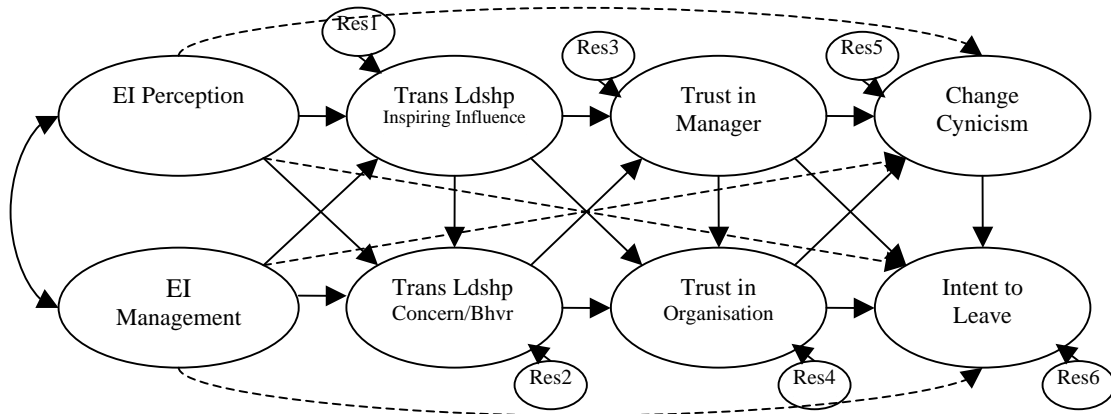 Res1
Res3
Res5
EI Perception
Trans Ldshp
Inspiring Influence
Trust in
Manager
Change
Cynicism
EI
Management
Trans Ldshp
Concern/Bhvr
Trust in
Organisation
Intent to
Leave
Res2
Res4
Res6